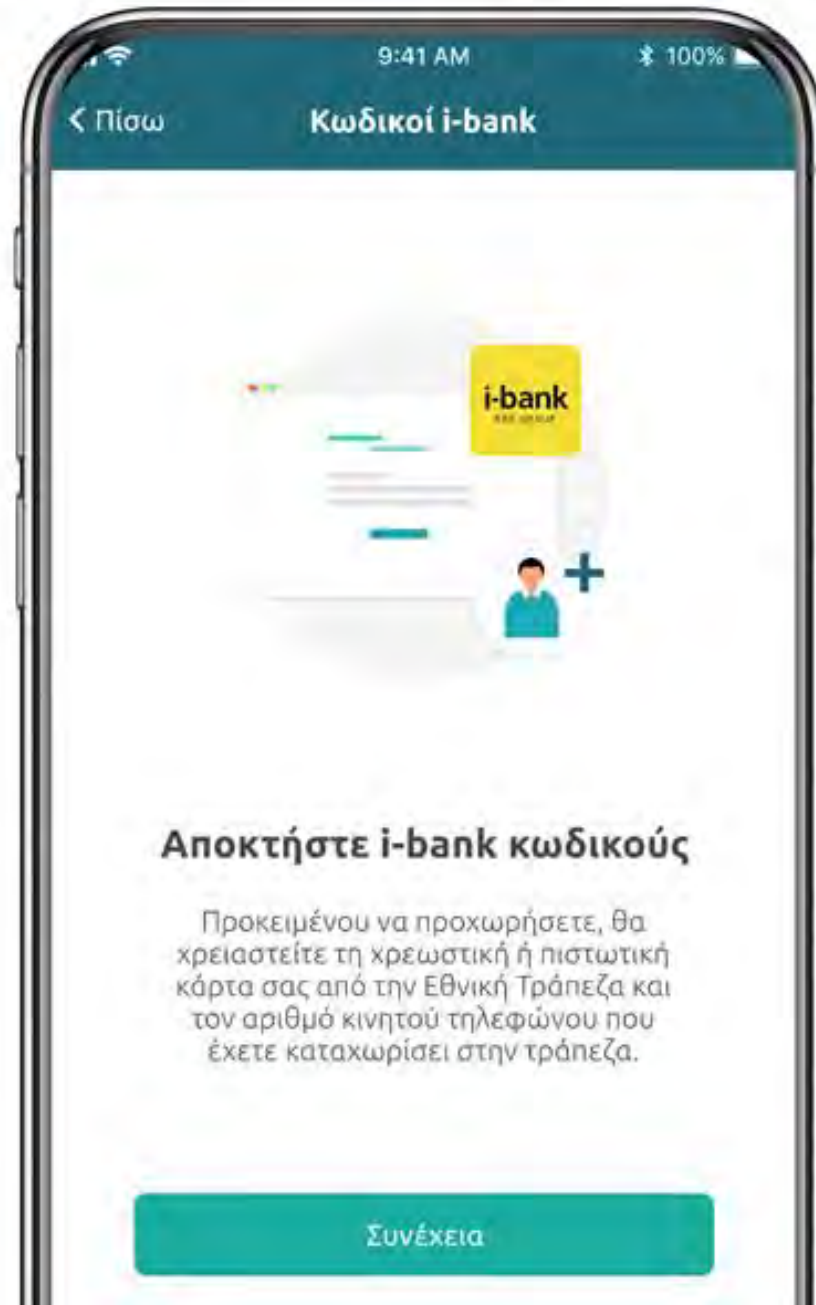 9:41 AM
100%
< Πίσω
Κωδικοί i-bank
i-bank
Αποκτήστε i-bank κωδικούς
Προκειμένου να προχωρήσετε, θα
χρειαστείτε τη χρεωστική ή πιστωτική
κάρτα σας από την Εθνική Τράπεζα και
τον αριθμό κινητού τηλεφώνου που
έχετε καταχωρίσει στην τράπεζα.
Συνέχεια